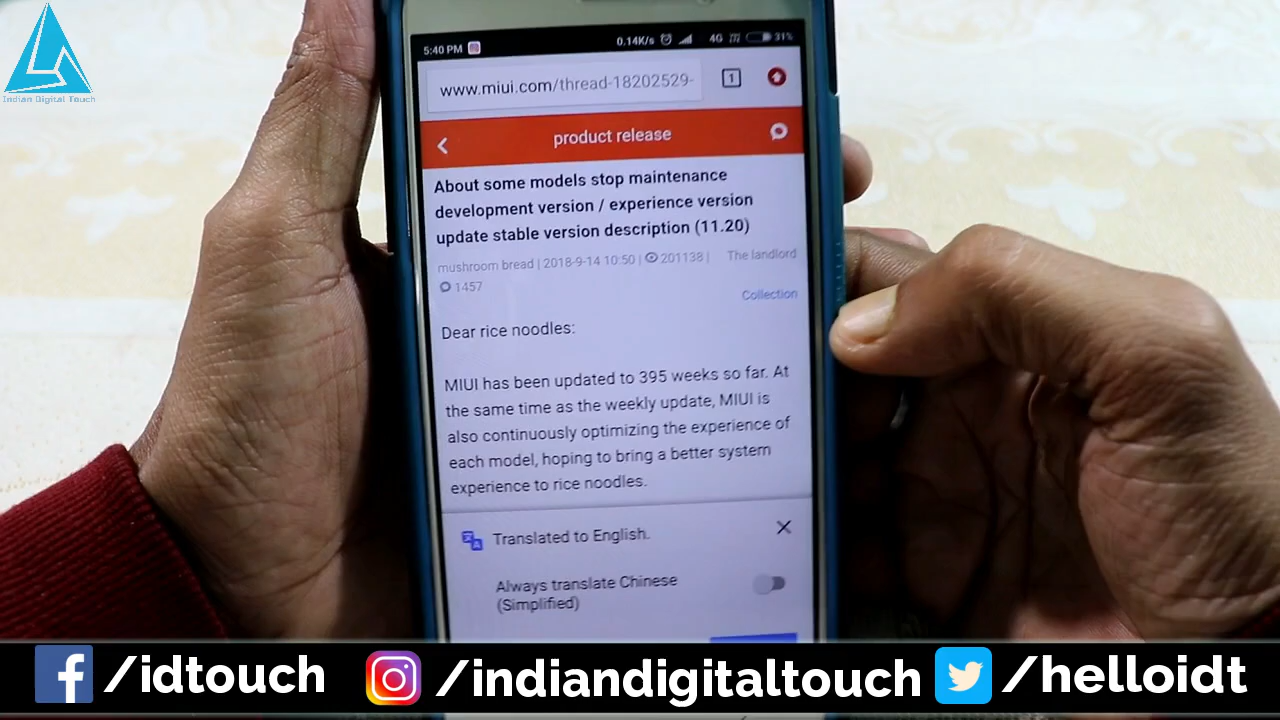 Indian Digital Touch
5:40 PM
0.14K/s
4G
31%
www.miui.com/thread-18202529-
1
product release
About some models stop maintenance
development version / experience version
update stable version description (11.20)
mushroom bread | 2018-9-14 10:50 | 201138 | The landlord
1457
Collection
Dear rice noodles:
MIUI has been updated to 395 weeks so far. At
the same time as the weekly update, MIUI is
also continuously optimizing the experience of
each model, hoping to bring a better system
experience to rice noodles.
Translated to English.
Always translate Chinese
(Simplified)
/idtouch
/indiandigitaltouch
/helloidt